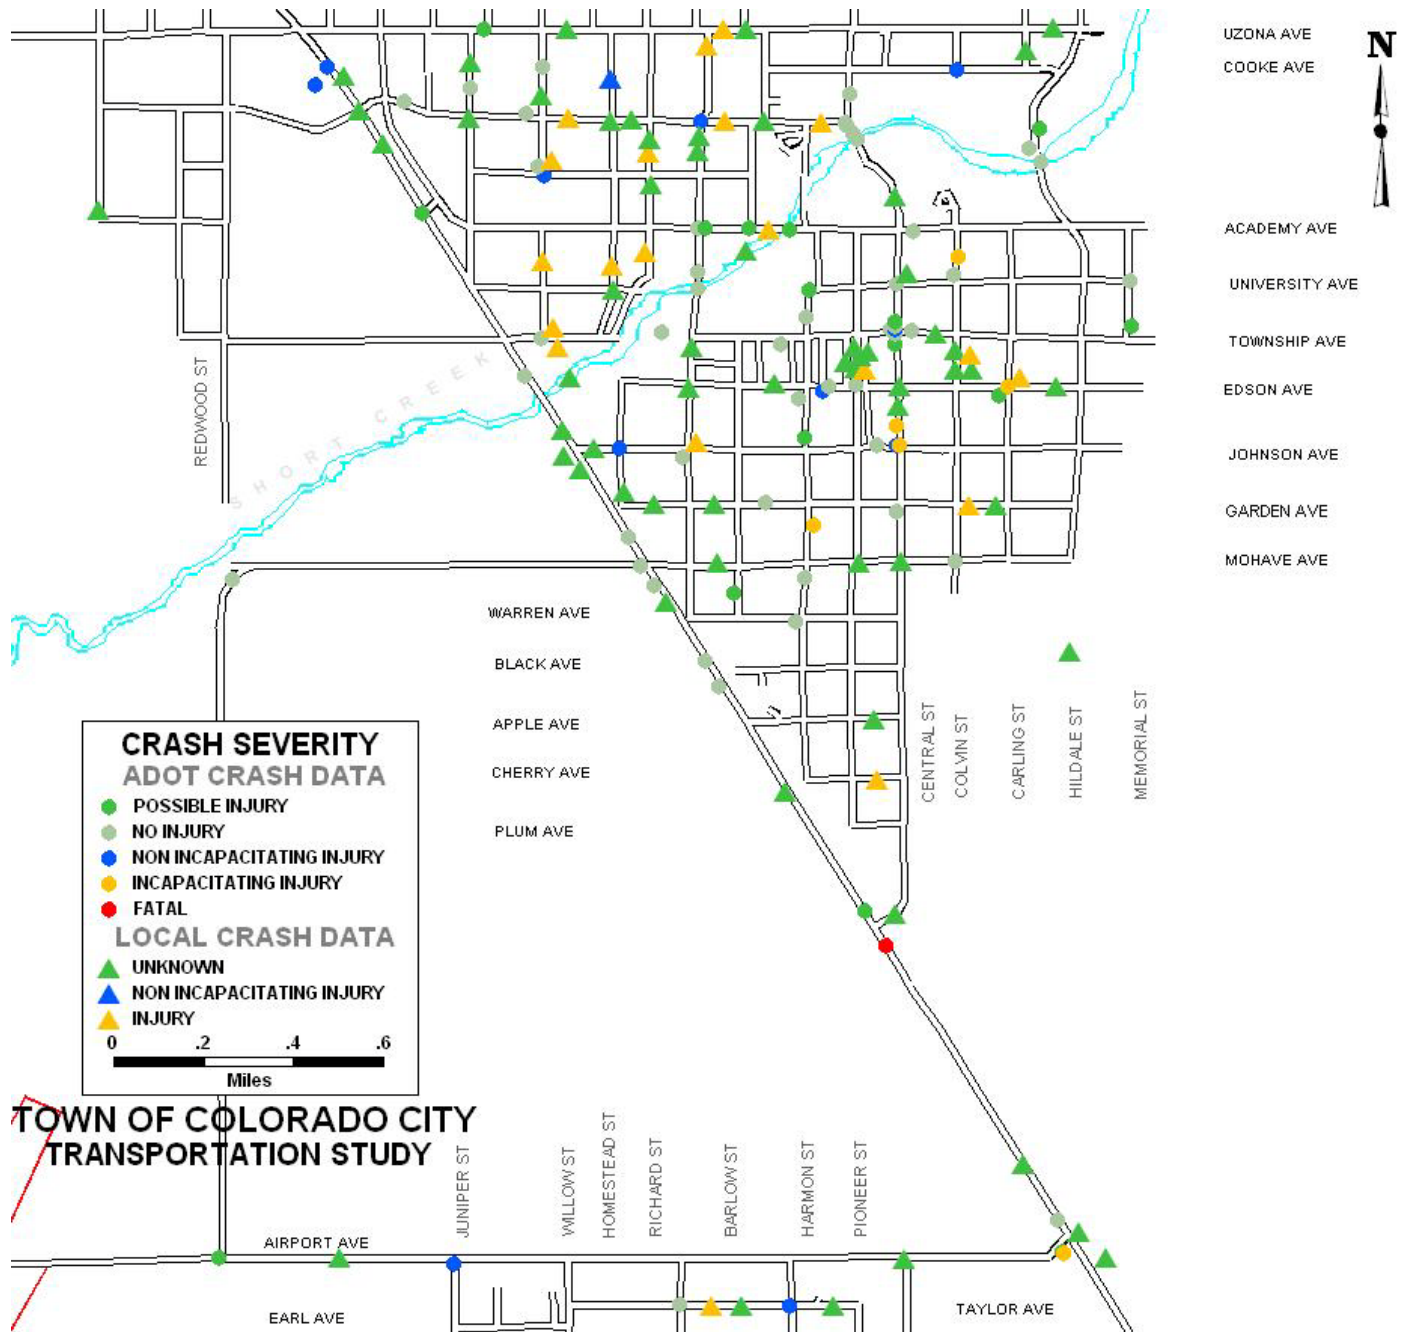 UZONA AVE
N
COOKE AVE
ACADEMY AVE
UNIVERSITY AVE
TOWNSHIP AVE
EDSON AVE
REDWOOD ST
SHORT CREEK
JOHNSON AVE
GARDEN AVE
MOHAVE AVE
WARREN AVE
BLACK AVE
APPLE AVE
CHERRY AVE
PLUM AVE
CENTRAL ST
COLVIN ST
CARLING ST
HILDALE ST
MEMORIAL ST
CRASH SEVERITY
ADOT CRASH DATA
POSSIBLE INJURY
NO INJURY
NON INCAPACITATING INJURY
INCAPACITATING INJURY
FATAL
LOCAL CRASH DATA
UNKNOWN
NON INCAPACITATING INJURY
INJURY
0 .2 .4 .6
Miles
TOWN OF COLORADO CITY
TRANSPORTATION STUDY
JUNIPER ST
WILLOW ST
HOMESTEAD ST
RICHARD ST
BARLOW ST
HARMON ST
PIONEER ST
AIRPORT AVE
EARL AVE
TAYLOR AVE